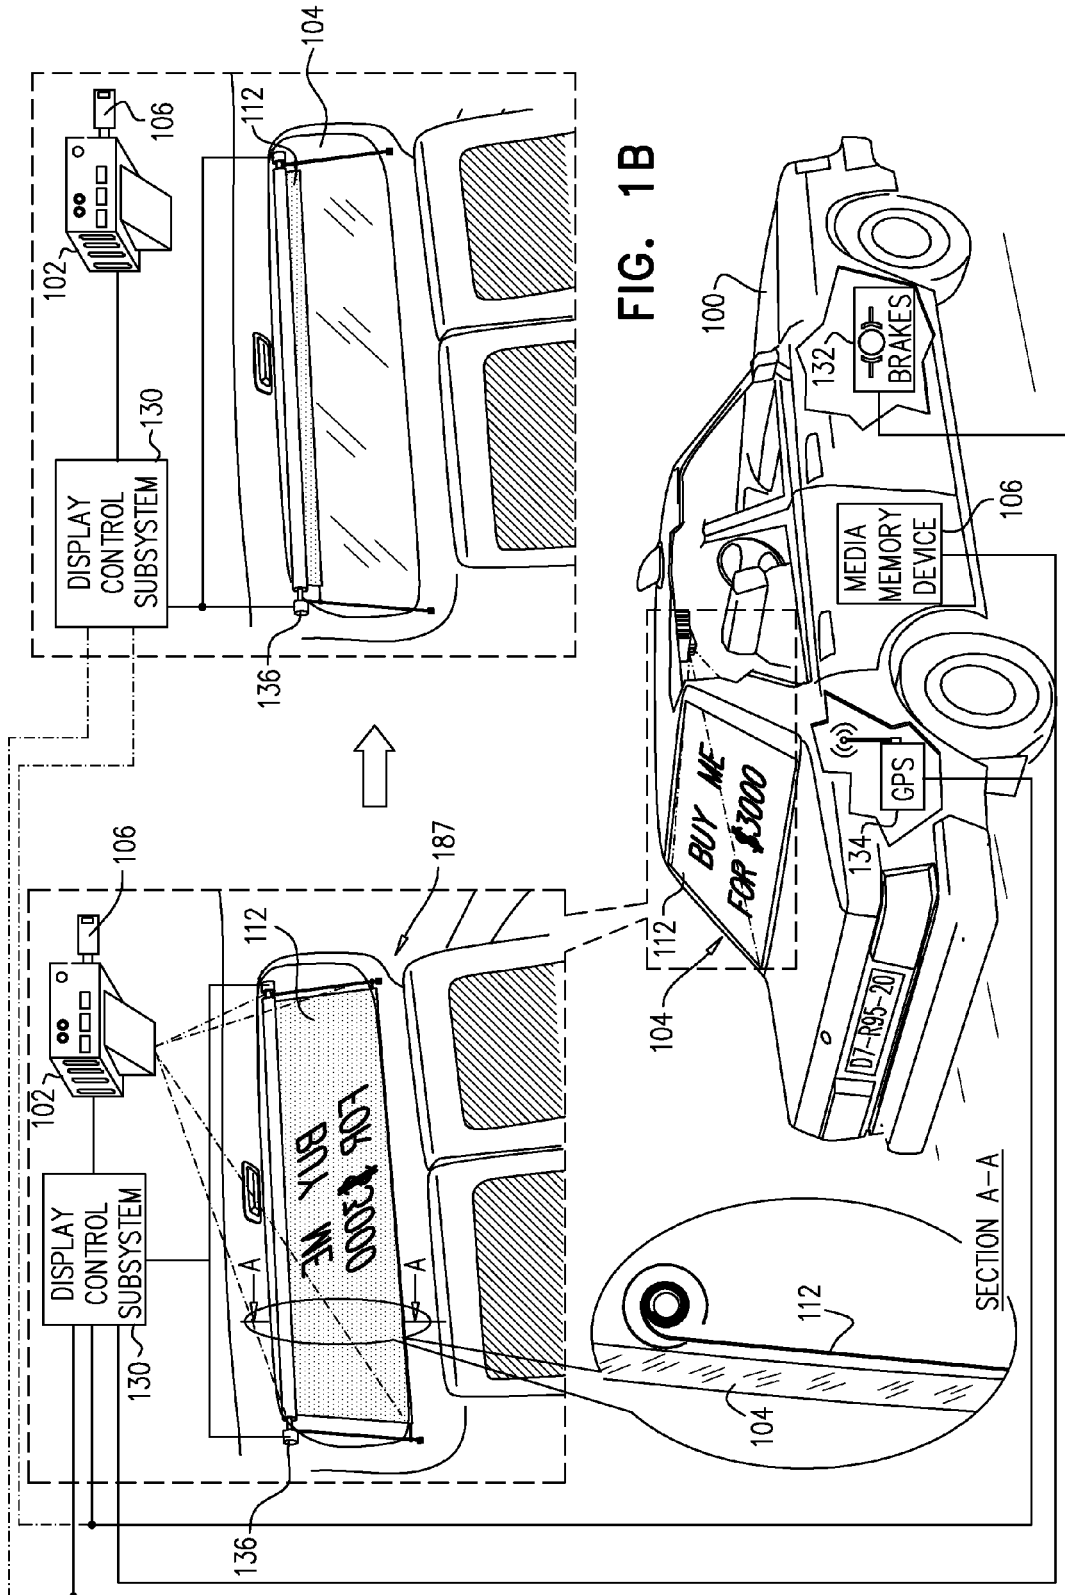 DISPLAY
CONTROL
SUBSYSTEM
130
102
106
112
FOR $3000
BUY ME
A
A
136
187
DISPLAY
CONTROL
SUBSYSTEM
130
102
106
112
104
136
FIG. 1B
112
104
BUY ME
FOR $3000
100
132
BRAKES
MEDIA
MEMORY
DEVICE
106
GPS
134
D7-R95-20
104
112
SECTION A-A